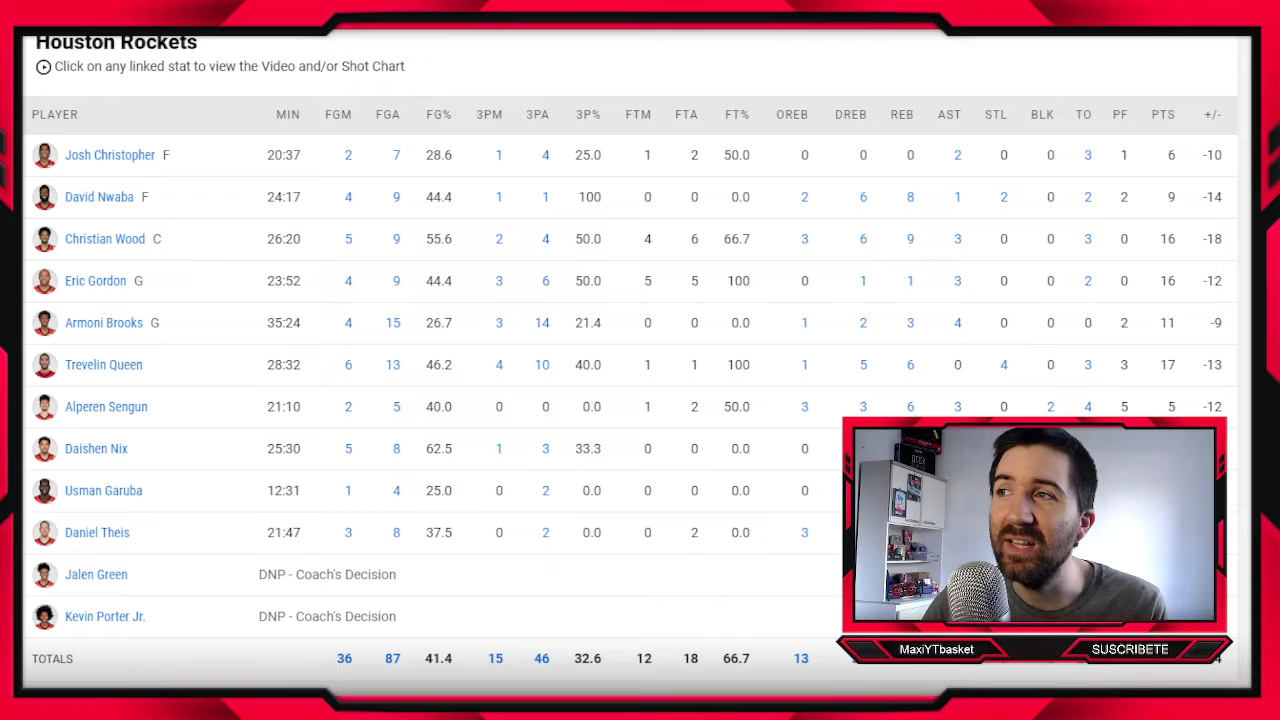 Houston Rockets
Click on any linked stat to view the Video and/or Shot Chart
PLAYER MIN FGM FGA FG% 3PM 3PA 3P% FTM FTA FT% OREB DREB REB AST STL BLK TO PF PTS +/-
Josh Christopher F 20:37 2 7 28.6 1 4 25.0 1 2 50.0 0 0 0 2 0 0 3 1 6 -10
David Nwaba F 24:17 4 9 44.4 1 1 100 0 0 0.0 2 6 8 1 2 0 2 2 9 -14
Christian Wood C 26:20 5 9 55.6 2 4 50.0 4 6 66.7 3 6 9 3 0 0 3 0 16 -18
Eric Gordon G 23:52 4 9 44.4 3 6 50.0 5 5 100 0 1 1 3 0 0 2 0 16 -12
Armoni Brooks G 35:24 4 15 26.7 3 14 21.4 0 0 0.0 1 2 3 4 0 0 0 2 11 -9
Trevelin Queen 28:32 6 13 46.2 4 10 40.0 1 1 100 1 5 6 0 4 0 3 3 17 -13
Alperen Sengun 21:10 2 5 40.0 0 0 0.0 1 2 50.0 3 3 6 3 0 2 4 5 5 -12
Daishen Nix 25:30 5 8 62.5 1 3 33.3 0 0 0.0 0
Usman Garuba 12:31 1 4 25.0 0 2 0.0 0 0 0.0 0
Daniel Theis 21:47 3 8 37.5 0 2 0.0 0 2 0.0 3
Jalen Green DNP - Coach's Decision
Kevin Porter Jr. DNP - Coach's Decision
TOTALS 36 87 41.4 15 46 32.6 12 18 66.7 13
MaxiYTbasket
SUSCRIBETE